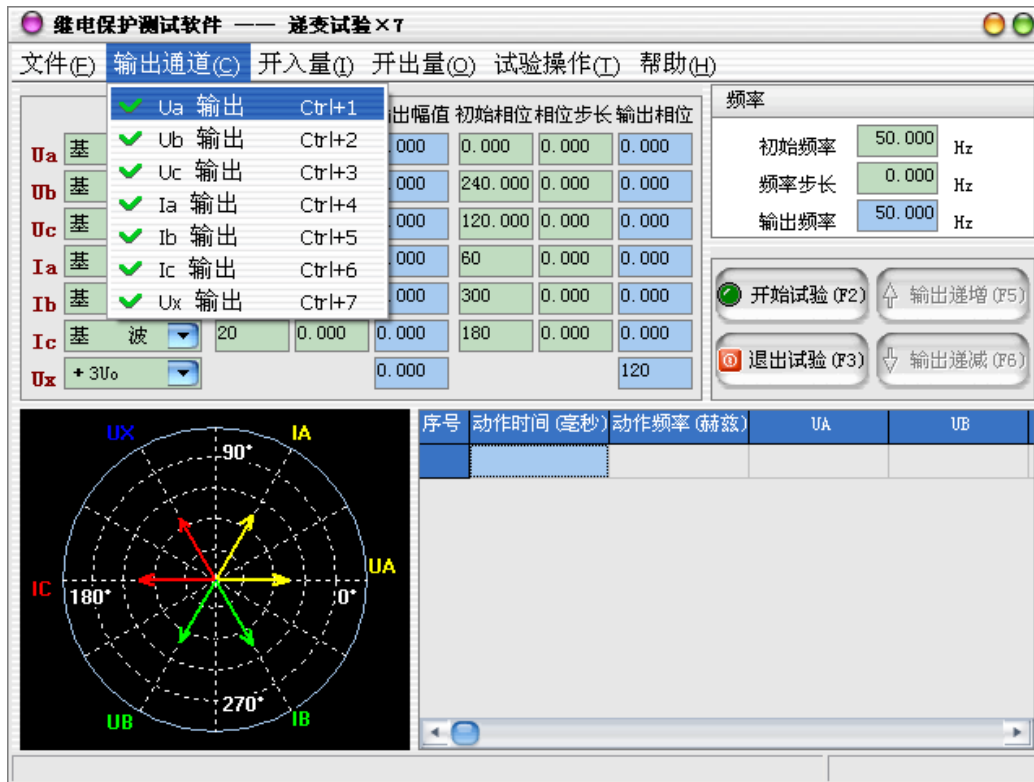 继电保护测试软件 —— 递变试验×7
文件(F) 输出通道(C) 开入量(I) 开出量(O) 试验操作(T) 帮助(H)
Ua 输出 Ctrl+1
Ub 输出 Ctrl+2
Uc 输出 Ctrl+3
Ia 输出 Ctrl+4
Ib 输出 Ctrl+5
Ic 输出 Ctrl+6
Ux 输出 Ctrl+7
出幅值 初始相位 相位步长 输出相位
Ua 基 .000 0.000 0.000 0.000
Ub 基 .000 240.000 0.000 0.000
Uc 基 .000 120.000 0.000 0.000
Ia 基 .000 60 0.000 0.000
Ib 基 .000 300 0.000 0.000
Ic 基 波 20 0.000 0.000 180 0.000 0.000
Ux + 3Uo 0.000 120
频率
初始频率 50.000 Hz
频率步长 0.000 Hz
输出频率 50.000 Hz
开始试验(F2) 输出递增(F5)
退出试验(F3) 输出递减(F6)
UX IA
90°
UA
IC 180° 0°
270°
UB IB
序号 动作时间(毫秒) 动作频率(赫兹) UA UB